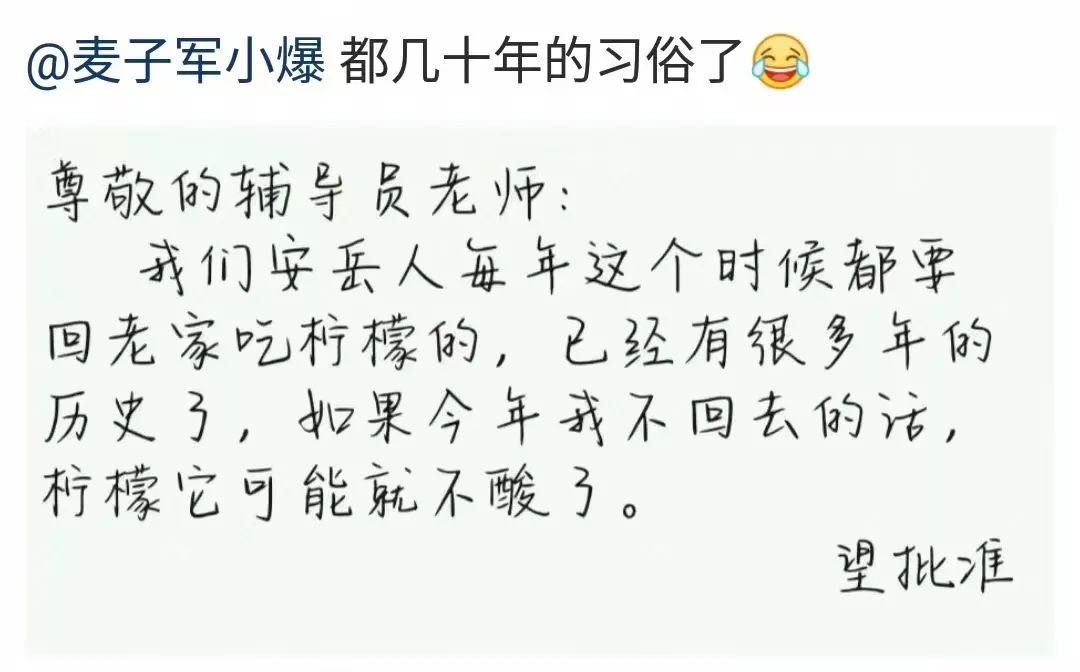 @麦子军小爆 都几十年的习俗了😂
尊敬的辅导员老师：
我们安岳人每年这个时候都要
回老家吃柠檬的，已经有很多年的
历史了，如果今年我不回去的话，
柠檬它可能就不酸了。
望批准